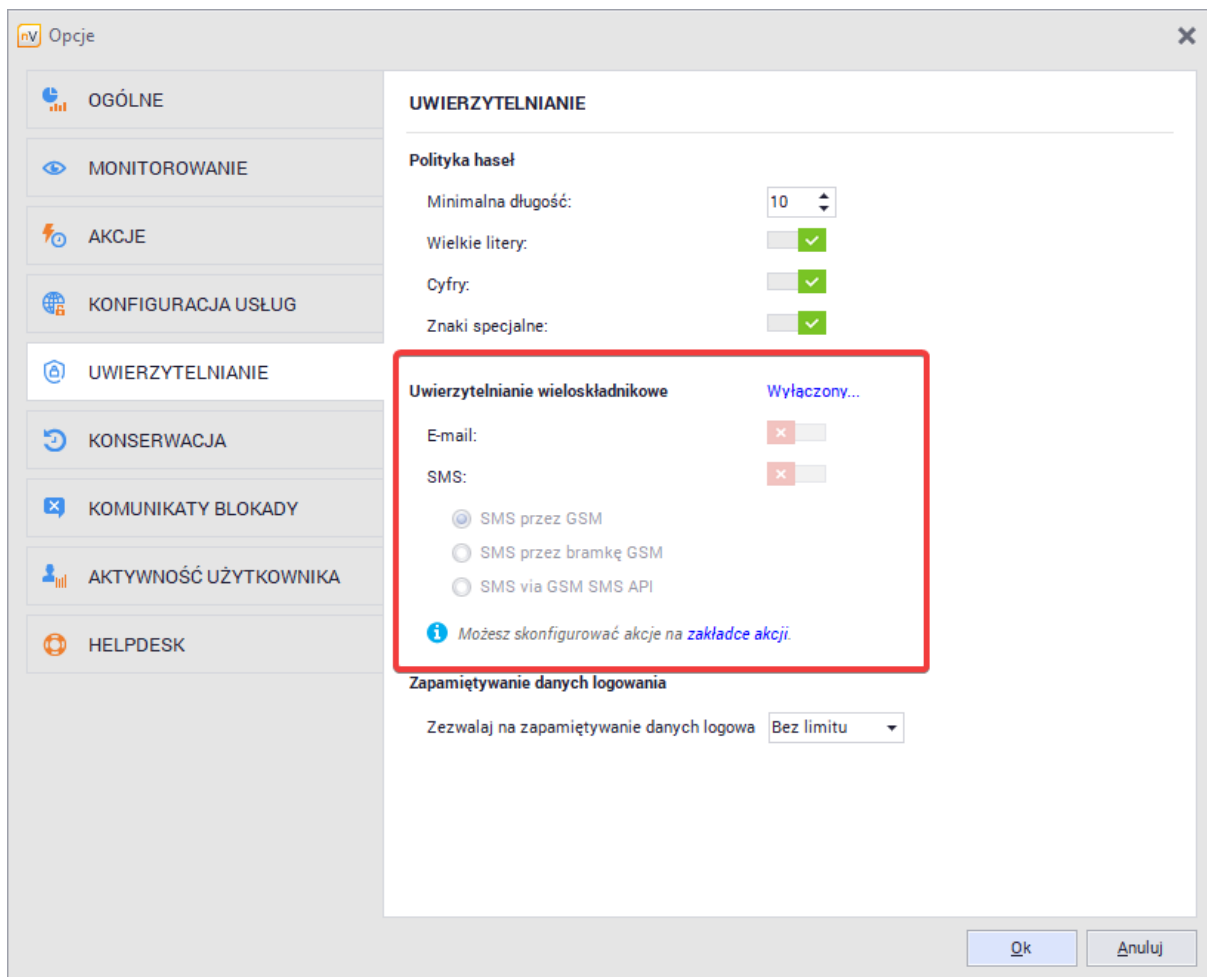 nV Opcje
OGÓLNE
MONITOROWANIE
AKCJE
KONFIGURACJA USŁUG
UWIERZYTELNIANIE
KONSERWACJA
KOMUNIKATY BLOKADY
AKTYWNOŚĆ UŻYTKOWNIKA
HELPDESK
UWIERZYTELNIANIE
Polityka haseł
Minimalna długość: 10
Wielkie litery:
Cyfry:
Znaki specjalne:
Uwierzytelnianie wieloskładnikowe Wyłączony...
E-mail:
SMS:
SMS przez GSM
SMS przez bramkę GSM
SMS via GSM SMS API
Możesz skonfigurować akcje na zakładce akcji.
Zapamiętywanie danych logowania
Zezwalaj na zapamiętywanie danych logowa Bez limitu
Ok Anuluj